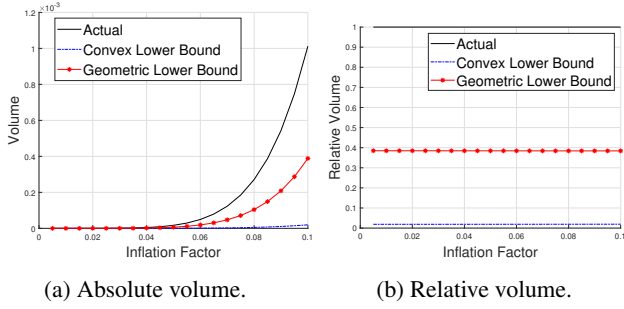 1.2
×10⁻³
1
0.8
0.6
0.4
0.2
0
Volume
0
0.02
0.04
0.06
0.08
0.1
Inflation Factor
Actual
Convex Lower Bound
Geometric Lower Bound
(a) Absolute volume.
1
0.9
0.8
0.7
0.6
0.5
0.4
0.3
0.2
0.1
0
Relative Volume
0
0.02
0.04
0.06
0.08
0.1
Inflation Factor
Actual
Convex Lower Bound
Geometric Lower Bound
(b) Relative volume.